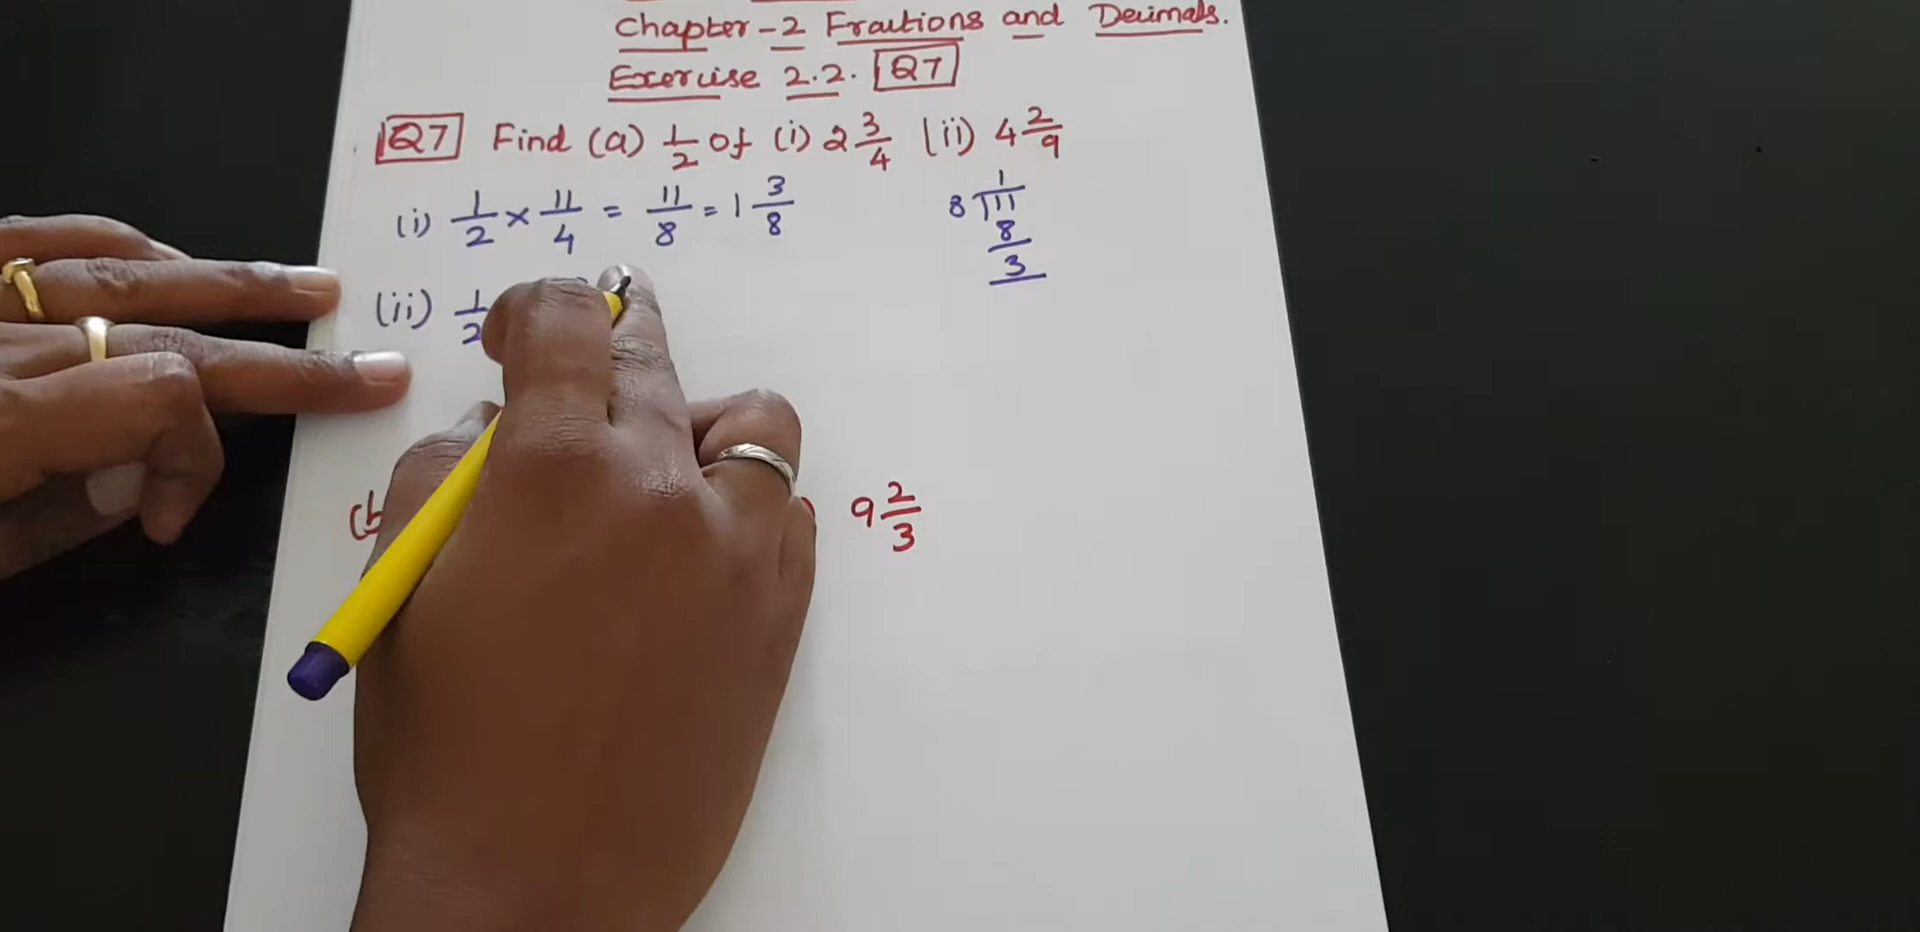 Chapter-2 Fractions and Decimals.
Exercise 2.2. Q7
Q7 Find (a) 1/2 of (i) 2 3/4 (ii) 4 2/9
(i) 1/2 × 11/4 = 11/8 = 1 3/8
1
8 11
8
3
(ii) 1/2
(b 9 2/3